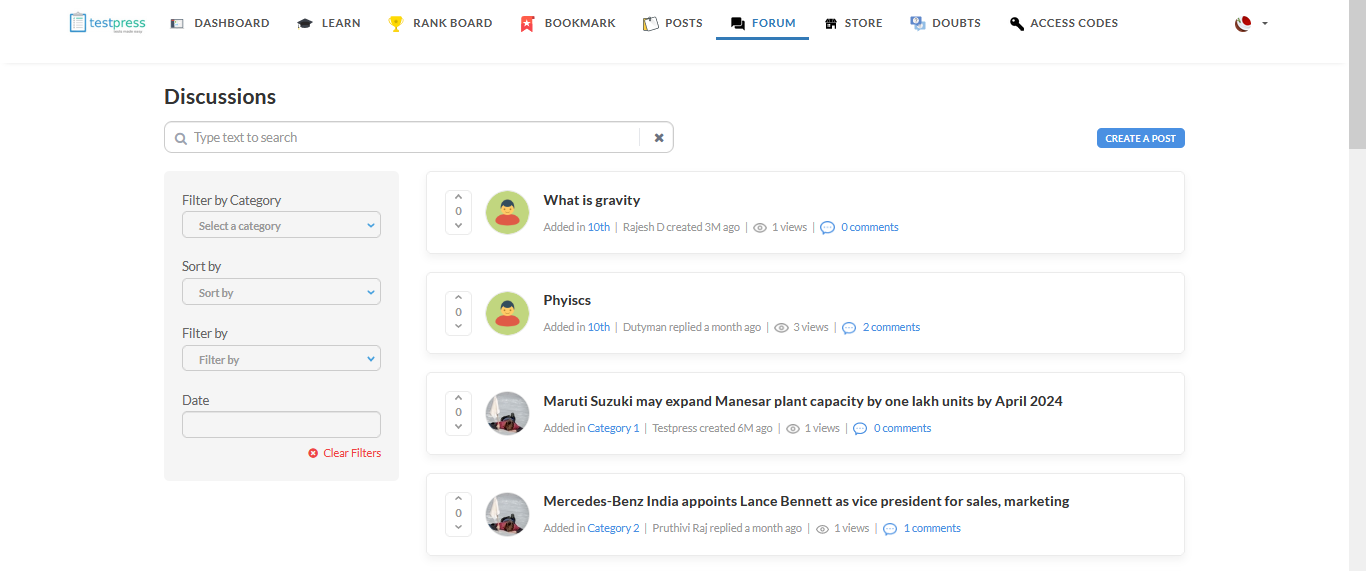 testpress
DASHBOARD
LEARN
RANK BOARD
BOOKMARK
POSTS
FORUM
STORE
DOUBTS
ACCESS CODES
Discussions
Type text to search
CREATE A POST
Filter by Category
Select a category
Sort by
Sort by
Filter by
Filter by
Date
Clear Filters
0
What is gravity
Added in 10th | Rajesh D created 3M ago | 1 views | 0 comments
0
Phyiscs
Added in 10th | Dutyman replied a month ago | 3 views | 2 comments
0
Maruti Suzuki may expand Manesar plant capacity by one lakh units by April 2024
Added in Category 1 | Testpress created 6M ago | 1 views | 0 comments
0
Mercedes-Benz India appoints Lance Bennett as vice president for sales, marketing
Added in Category 2 | Pruthivi Raj replied a month ago | 1 views | 1 comments